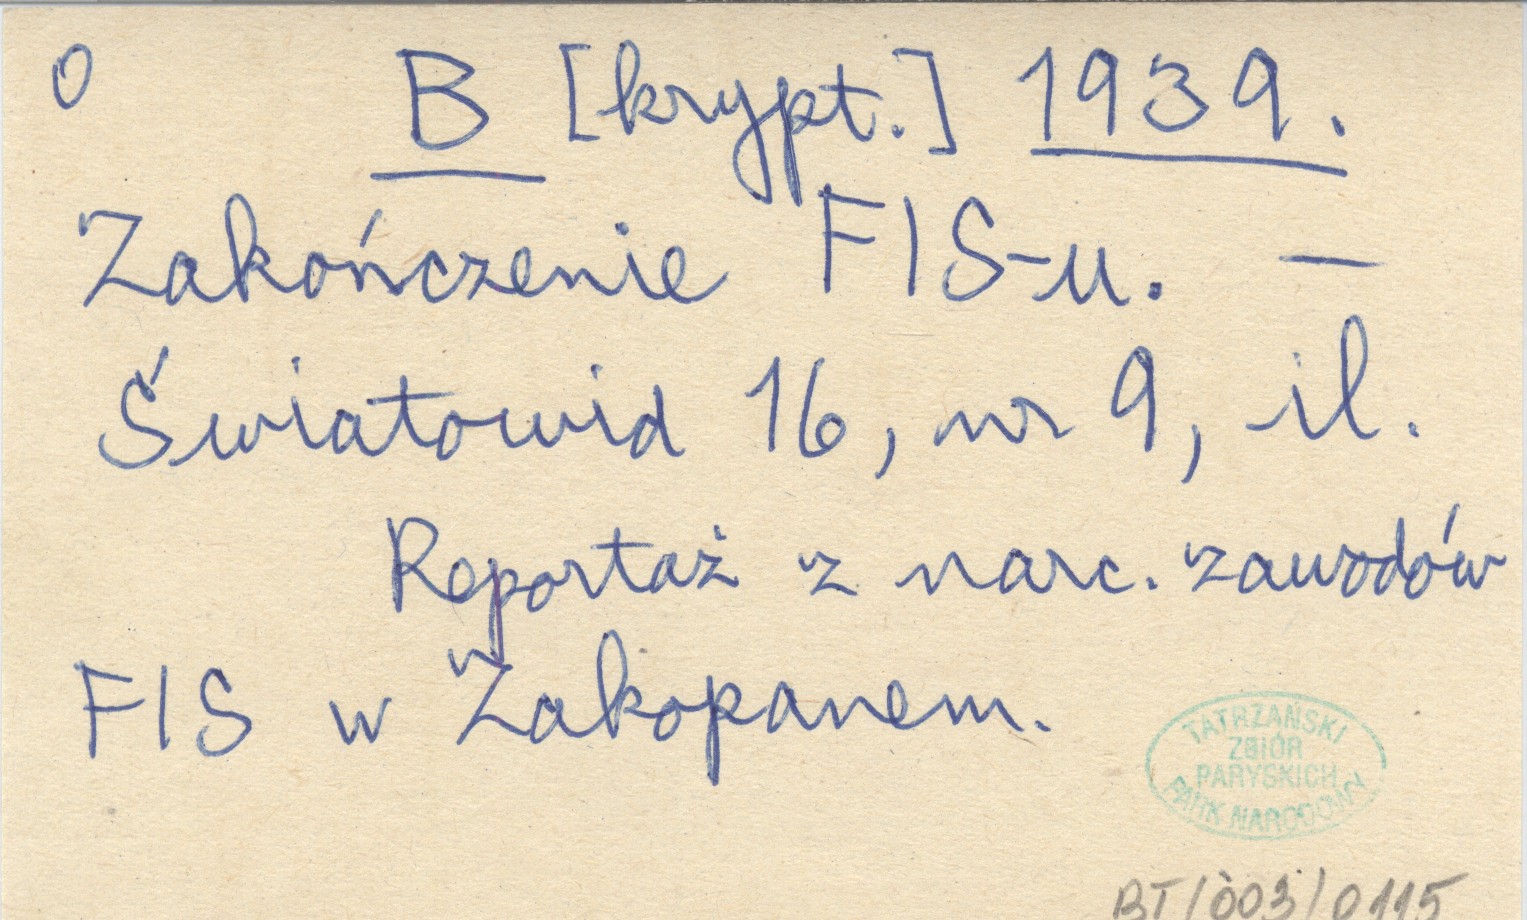 0 B [krypt.] 1939.
Zakończenie FIS-u. —
Światowid 16, nr 9, il.
Reportaż z narc. zawodów
FIS w Zakopanem.
TATRZAŃSKI
ZBIÓR
PARYSKICH
PARK NARODOWY
BT/003/0115